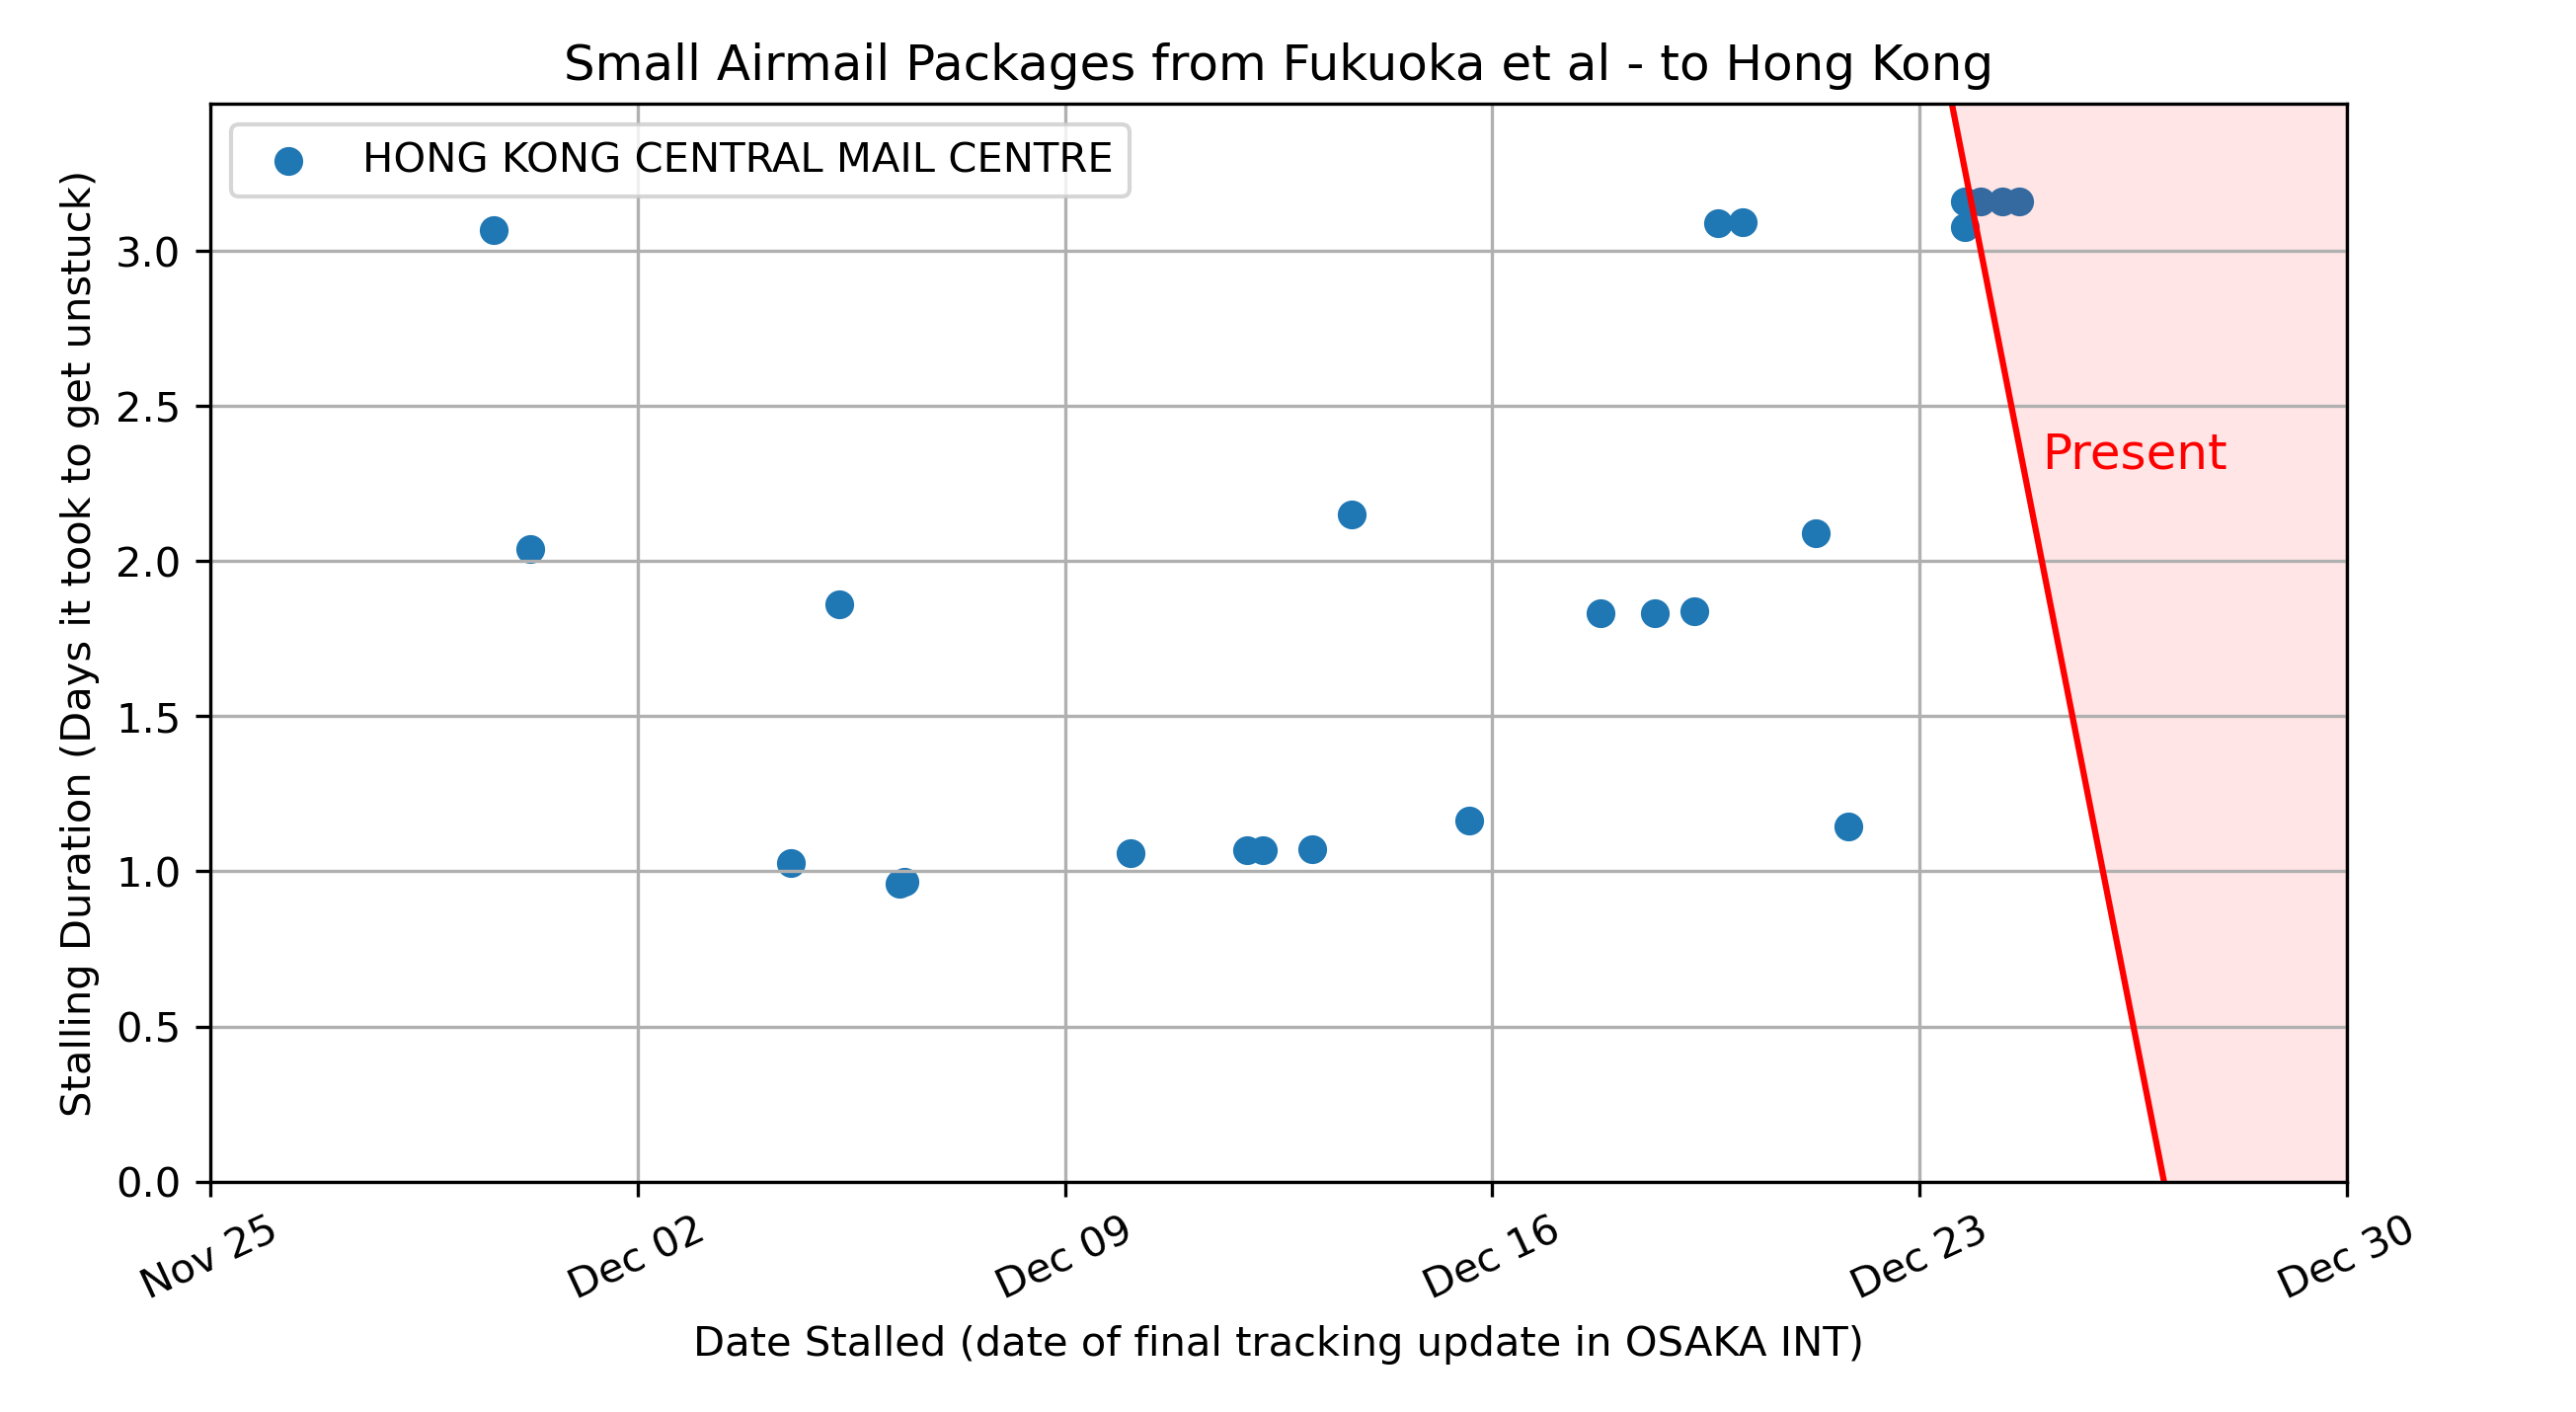 Small Airmail Packages from Fukuoka et al - to Hong Kong
HONG KONG CENTRAL MAIL CENTRE
Stalling Duration (Days it took to get unstuck)
3.0
2.5
2.0
1.5
1.0
0.5
0.0
Present
Nov 25
Dec 02
Dec 09
Dec 16
Dec 23
Dec 30
Date Stalled (date of final tracking update in OSAKA INT)